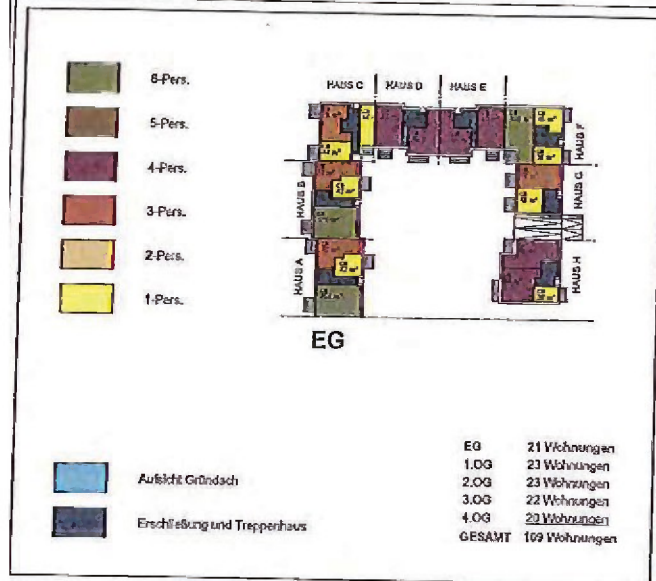 6-Pers.
5-Pers.
4-Pers.
3-Pers.
2-Pers.
1-Pers.
HAUS C
HAUS D
HAUS E
HAUS F
HAUS B
HAUS G
HAUS A
HAUS H
EG
Aufsicht Gründach
Erschließung und Treppenhaus
EG 21 Wohnungen
1.OG 23 Wohnungen
2.OG 23 Wohnungen
3.OG 22 Wohnungen
4.OG 20 Wohnungen
GESAMT 109 Wohnungen